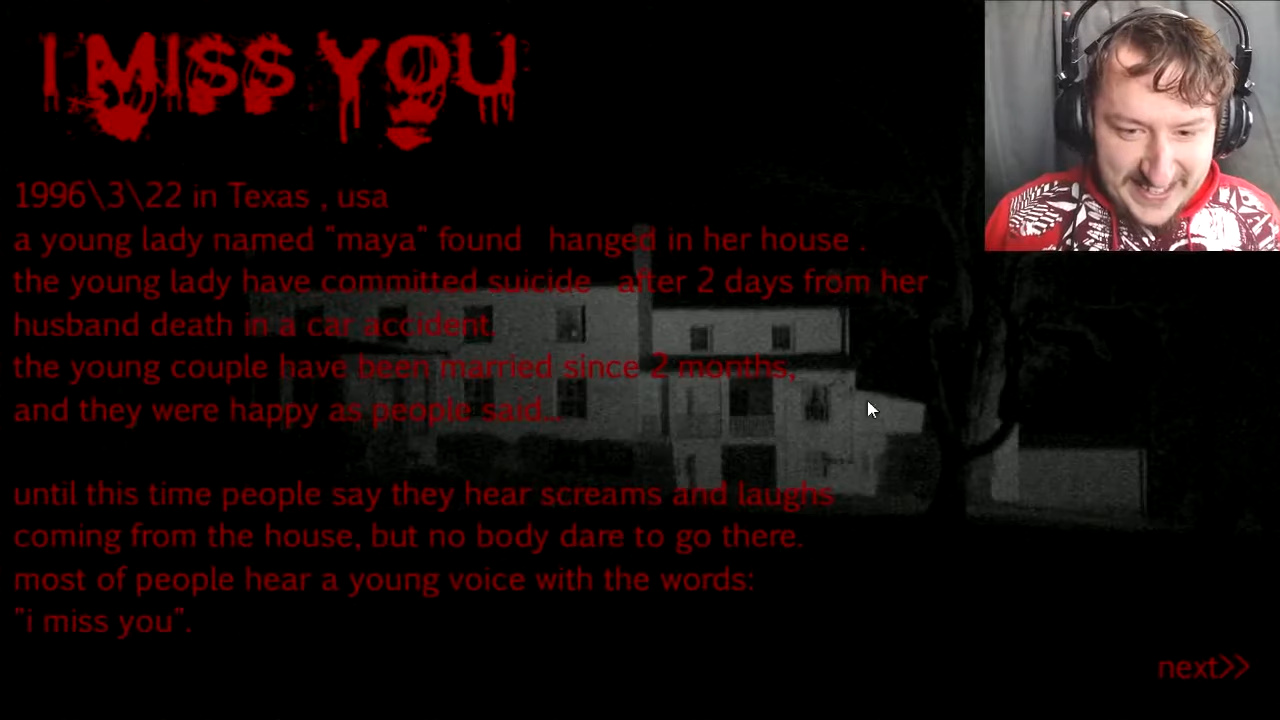 I MISS YOU
1996\3\22 in Texas , usa
a young lady named "maya" found hanged in her house .
the young lady have committed suicide after 2 days from her
husband death in a car accident.
the young couple have been married since 2 months,
and they were happy as people said...
until this time people say they hear screams and laughs
coming from the house, but no body dare to go there.
most of people hear a young voice with the words:
"i miss you".
next>>